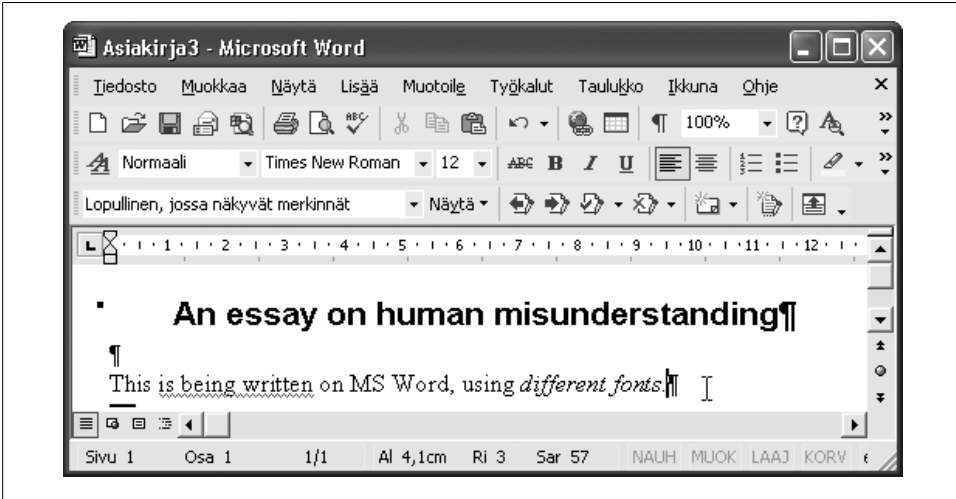 Asiakirja3 - Microsoft Word
Tiedosto Muokkaa Näytä Lisää Muotoile Työkalut Taulukko Ikkuna Ohje
ABC ¶ 100%
Normaali Times New Roman 12 ABC B I U
Lopullinen, jossa näkyvät merkinnät Näytä
1 2 3 4 5 6 7 8 9 10 11 12
An essay on human misunderstanding¶
¶
This is being written on MS Word, using different fonts.¶
Sivu 1 Osa 1 1/1 Al 4,1cm Ri 3 Sar 57 NAUH MUOK LAAJ KORV